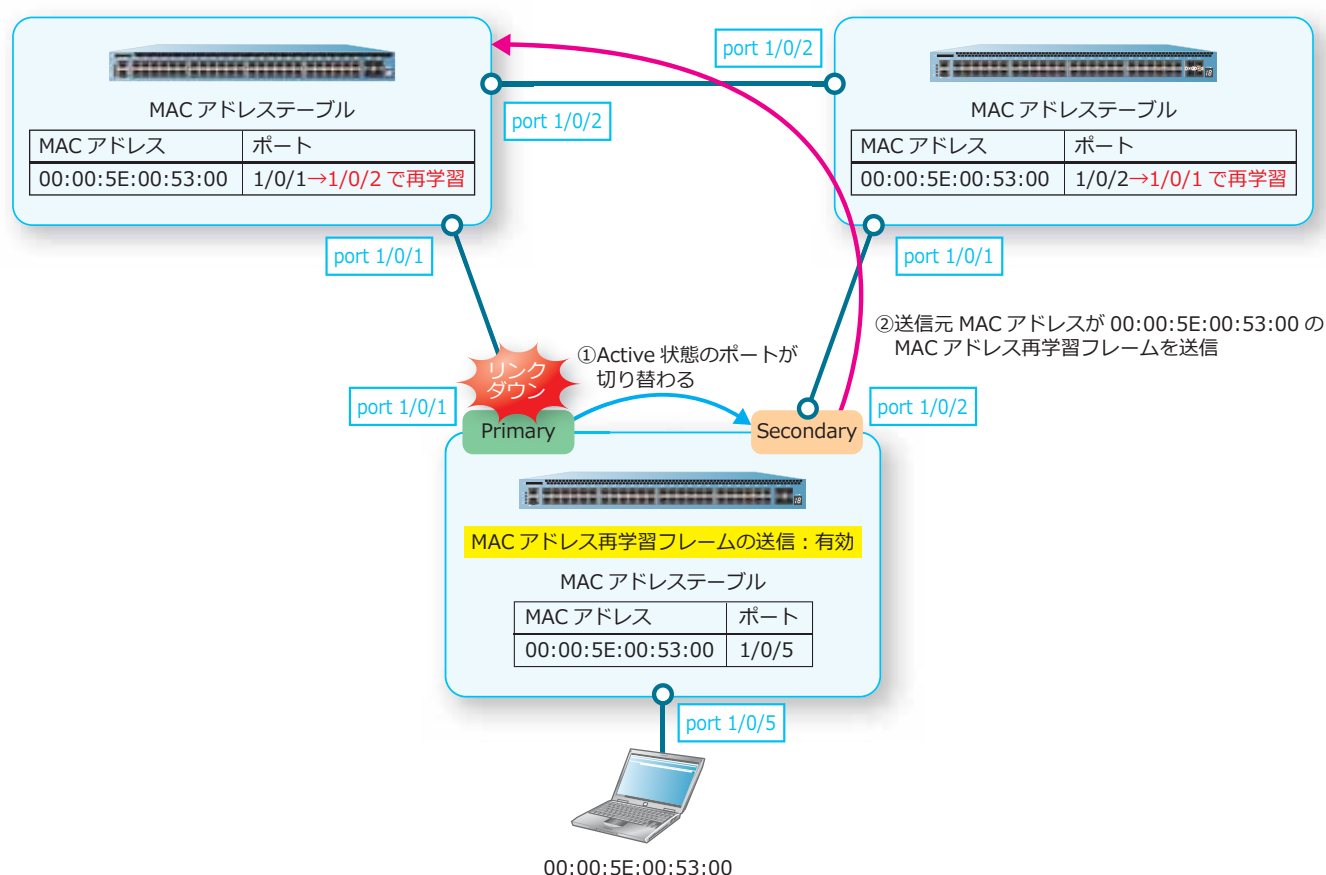 MAC アドレステーブル
MAC アドレス ポート
00:00:5E:00:53:00 1/0/1→1/0/2 で再学習
port 1/0/2
port 1/0/2
MAC アドレステーブル
MAC アドレス ポート
00:00:5E:00:53:00 1/0/2→1/0/1 で再学習
port 1/0/1
port 1/0/1
②送信元 MAC アドレスが 00:00:5E:00:53:00 の
MAC アドレス再学習フレームを送信
リンク
ダウン
①Active 状態のポートが
切り替わる
port 1/0/1
port 1/0/2
Primary
Secondary
MAC アドレス再学習フレームの送信：有効
MAC アドレステーブル
MAC アドレス ポート
00:00:5E:00:53:00 1/0/5
port 1/0/5
00:00:5E:00:53:00